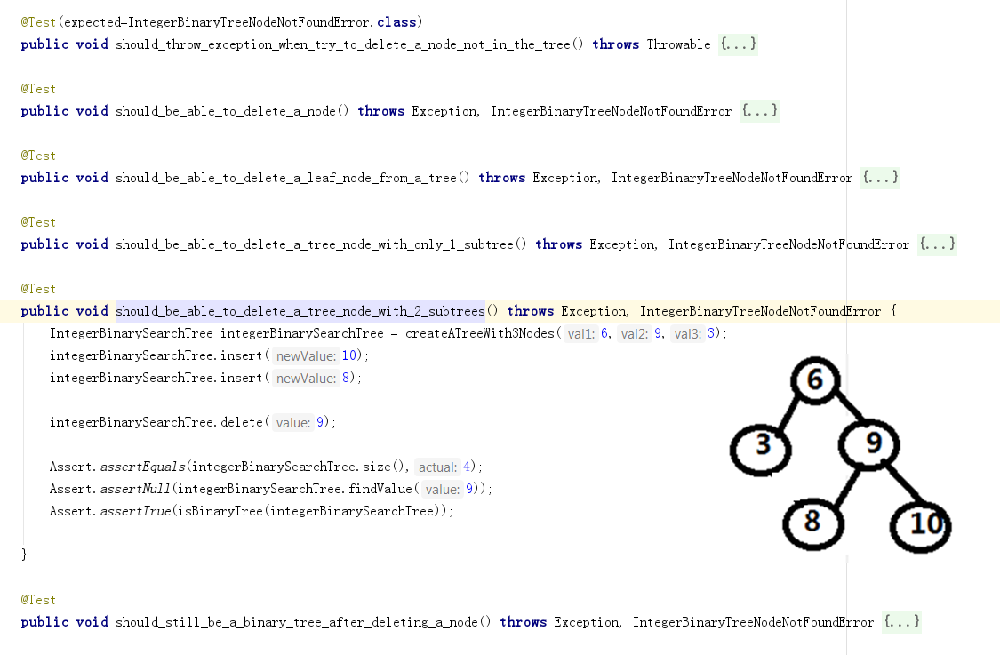 @Test(expected=IntegerBinaryTreeNodeNotFoundError.class)
public void should_throw_exception_when_try_to_delete_a_node_not_in_the_tree() throws Throwable {...}
@Test
public void should_be_able_to_delete_a_node() throws Exception, IntegerBinaryTreeNodeNotFoundError {...}
@Test
public void should_be_able_to_delete_a_leaf_node_from_a_tree() throws Exception, IntegerBinaryTreeNodeNotFoundError {...}
@Test
public void should_be_able_to_delete_a_tree_node_with_only_1_subtree() throws Exception, IntegerBinaryTreeNodeNotFoundError {...}
@Test
public void should_be_able_to_delete_a_tree_node_with_2_subtrees() throws Exception, IntegerBinaryTreeNodeNotFoundError {
IntegerBinarySearchTree integerBinarySearchTree = createATreeWith3Nodes( val1: 6, val2: 9, val3: 3);
integerBinarySearchTree.insert( newValue: 10);
integerBinarySearchTree.insert( newValue: 8);
integerBinarySearchTree.delete( value: 9);
Assert.assertEquals(integerBinarySearchTree.size(), actual: 4);
Assert.assertNull(integerBinarySearchTree.findValue( value: 9));
Assert.assertTrue(isBinaryTree(integerBinarySearchTree));
}
6
3
9
8
10
@Test
public void should_still_be_a_binary_tree_after_deleting_a_node() throws Exception, IntegerBinaryTreeNodeNotFoundError {...}